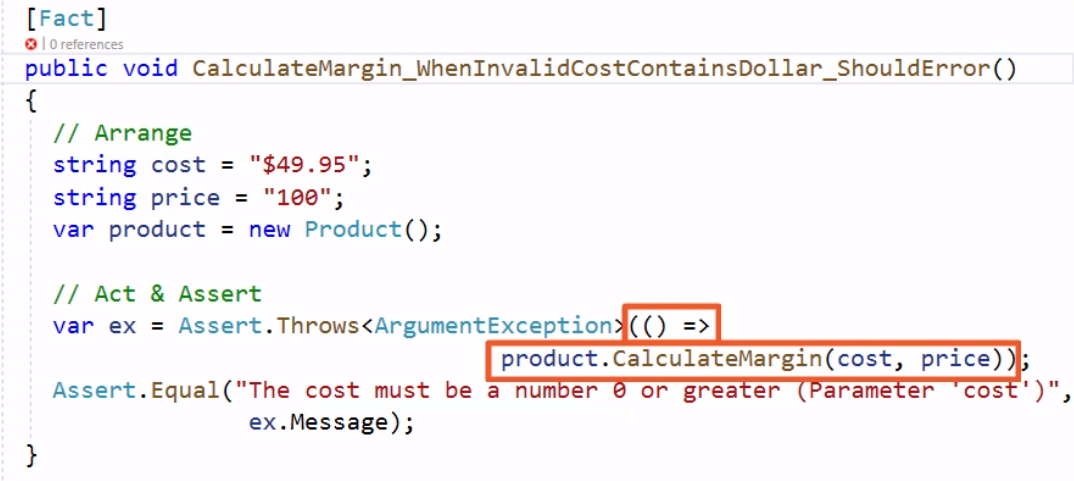 [Fact]
| 0 references
public void CalculateMargin_WhenInvalidCostContainsDollar_ShouldError()
{
// Arrange
string cost = "$49.95";
string price = "100";
var product = new Product();
// Act & Assert
var ex = Assert.Throws<ArgumentException>(() =>
product.CalculateMargin(cost, price));
Assert.Equal("The cost must be a number 0 or greater (Parameter 'cost')",
ex.Message);
}